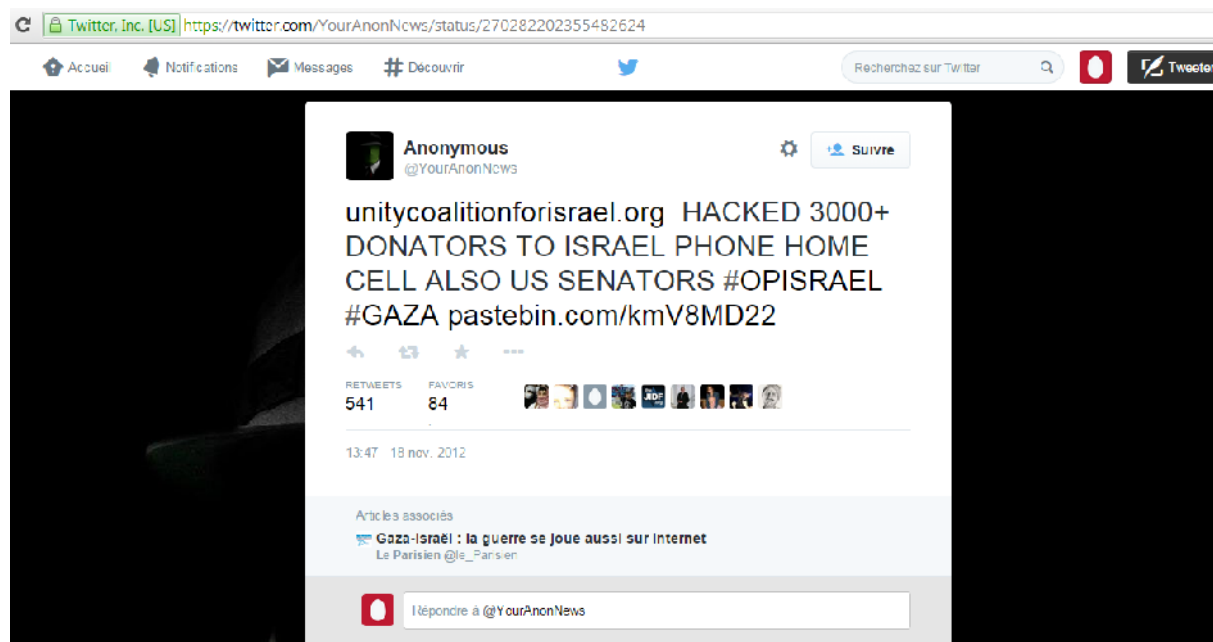 Twitter, Inc. [US] https://twitter.com/YourAnonNews/status/270282202355482624
Accueil Notifications Messages Découvrir Recherchez sur Twitter Tweeter
Anonymous
@YourAnonNews
Suivre
unitycoalitionforisrael.org HACKED 3000+
DONATORS TO ISRAEL PHONE HOME
CELL ALSO US SENATORS #OPISRAEL
#GAZA pastebin.com/kmV8MD22
RETWEETS FAVORIS
541 84
JIDF
13:47 18 nov. 2012
Articles associés
Gaza-Israël : la guerre se joue aussi sur Internet
Le Parisien @le_Parisien
Répondre à @YourAnonNews